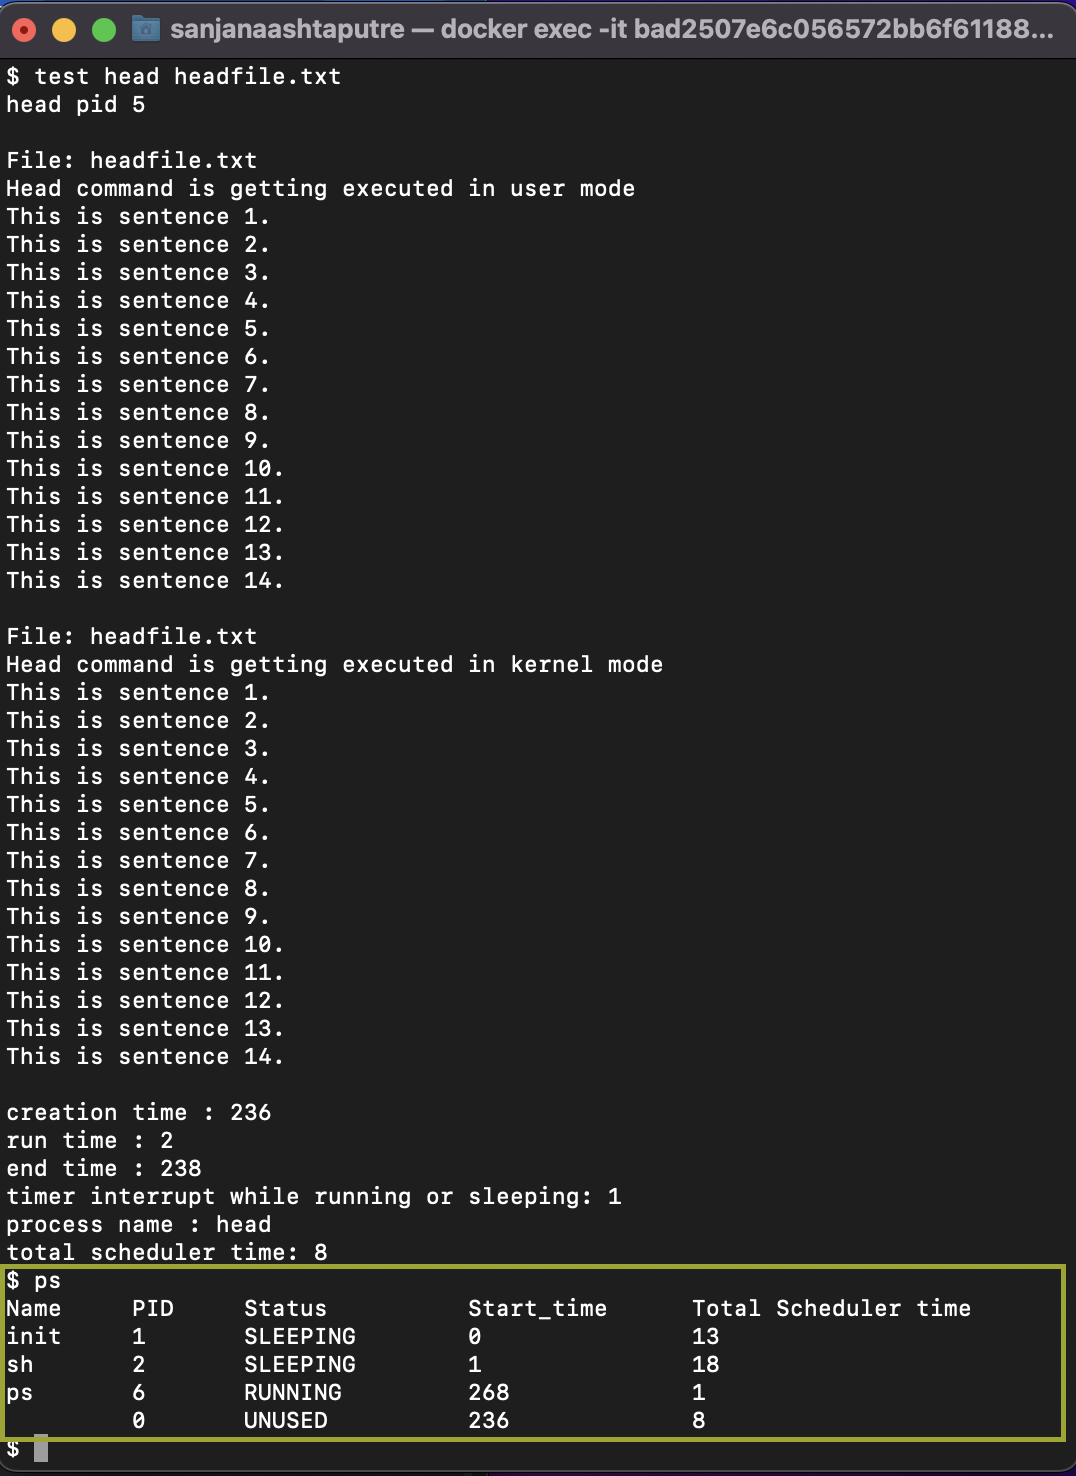 sanjanaashtaputre — docker exec -it bad2507e6c056572bb6f61188...
$ test head headfile.txt
head pid 5
File: headfile.txt
Head command is getting executed in user mode
This is sentence 1.
This is sentence 2.
This is sentence 3.
This is sentence 4.
This is sentence 5.
This is sentence 6.
This is sentence 7.
This is sentence 8.
This is sentence 9.
This is sentence 10.
This is sentence 11.
This is sentence 12.
This is sentence 13.
This is sentence 14.
File: headfile.txt
Head command is getting executed in kernel mode
This is sentence 1.
This is sentence 2.
This is sentence 3.
This is sentence 4.
This is sentence 5.
This is sentence 6.
This is sentence 7.
This is sentence 8.
This is sentence 9.
This is sentence 10.
This is sentence 11.
This is sentence 12.
This is sentence 13.
This is sentence 14.
creation time : 236
run time : 2
end time : 238
timer interrupt while running or sleeping: 1
process name : head
total scheduler time: 8
$ ps
Name PID Status Start_time Total Scheduler time
init 1 SLEEPING 0 13
sh 2 SLEEPING 1 18
ps 6 RUNNING 268 1
0 UNUSED 236 8
$